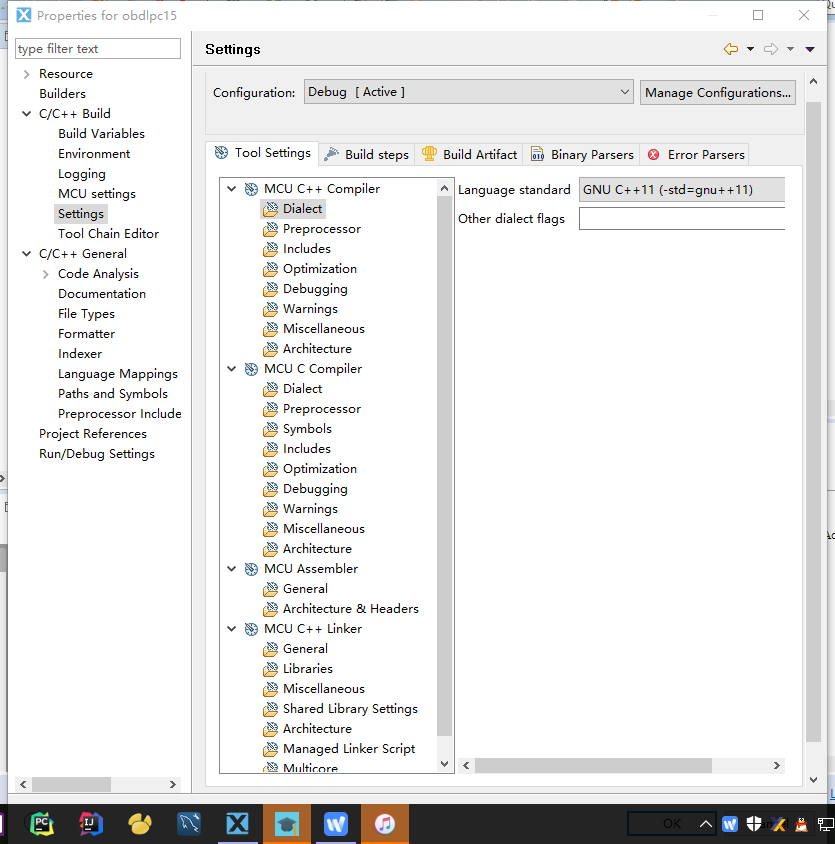 Properties for obdlpc15
type filter text
Resource
Builders
C/C++ Build
Build Variables
Environment
Logging
MCU settings
Settings
Tool Chain Editor
C/C++ General
Code Analysis
Documentation
File Types
Formatter
Indexer
Language Mappings
Paths and Symbols
Preprocessor Include
Project References
Run/Debug Settings
Settings
Configuration: Debug [ Active ] Manage Configurations...
Tool Settings Build steps Build Artifact Binary Parsers Error Parsers
MCU C++ Compiler
Dialect
Preprocessor
Includes
Optimization
Debugging
Warnings
Miscellaneous
Architecture
MCU C Compiler
Dialect
Preprocessor
Symbols
Includes
Optimization
Debugging
Warnings
Miscellaneous
Architecture
MCU Assembler
General
Architecture & Headers
MCU C++ Linker
General
Libraries
Miscellaneous
Shared Library Settings
Architecture
Managed Linker Script
Multicore
Language standard GNU C++11 (-std=gnu++11)
Other dialect flags
PC IJ W OK W